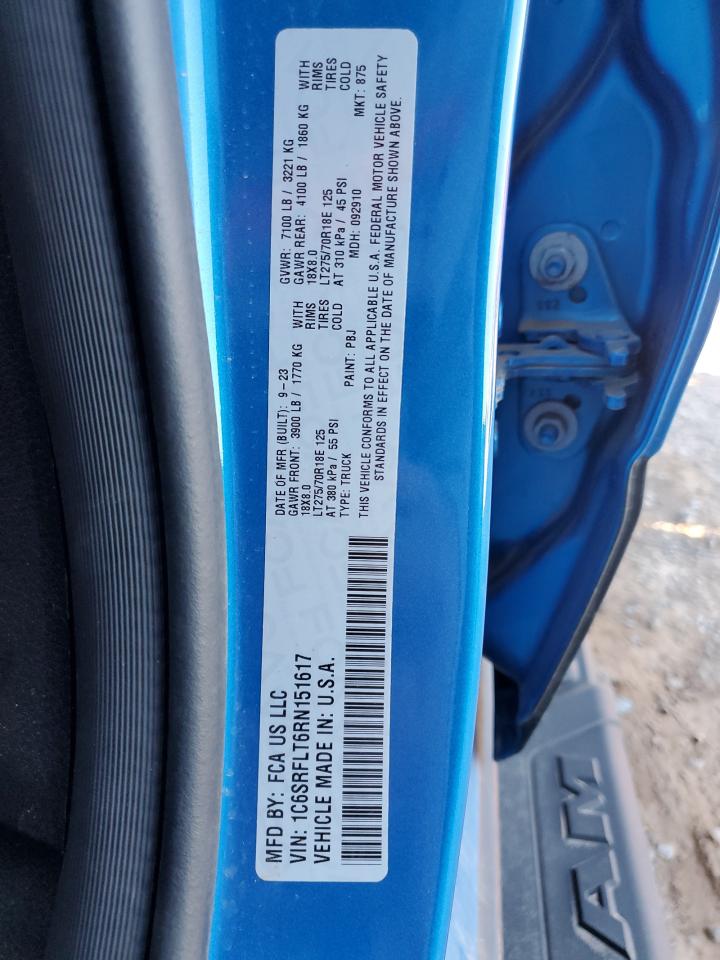 MFD BY: FCA US LLC
VIN: 1C6SRFLT6RN151617
VEHICLE MADE IN: U.S.A.
DATE OF MFR (BUILT): 9-23 GVWR: 7100 LB / 3221 KG
GAWR FRONT: 3900 LB / 1770 KG WITH GAWR REAR: 4100 LB / 1860 KG WITH
18X8.0 RIMS 18X8.0 RIMS
LT275/70R18E 125 TIRES LT275/70R18E 125 TIRES
AT 380 kPa / 55 PSI COLD AT 310 kPa / 45 PSI COLD
TYPE: TRUCK PAINT: PBJ MDH: 092910 MKT: 875
THIS VEHICLE CONFORMS TO ALL APPLICABLE U.S.A. FEDERAL MOTOR VEHICLE SAFETY
STANDARDS IN EFFECT ON THE DATE OF MANUFACTURE SHOWN ABOVE.
AM